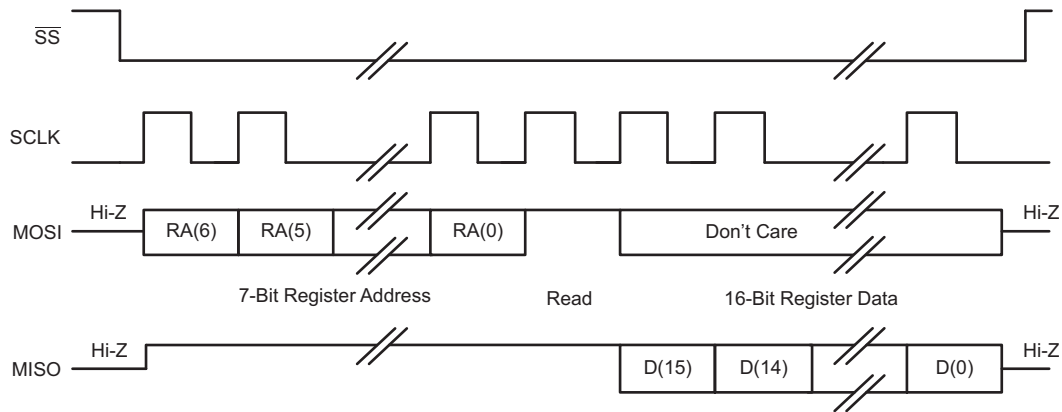 SS
SCLK
Hi-Z Hi-Z
MOSI RA(6) RA(5) RA(0) Don't Care
7-Bit Register Address Read 16-Bit Register Data
Hi-Z Hi-Z
MISO D(15) D(14) D(0)